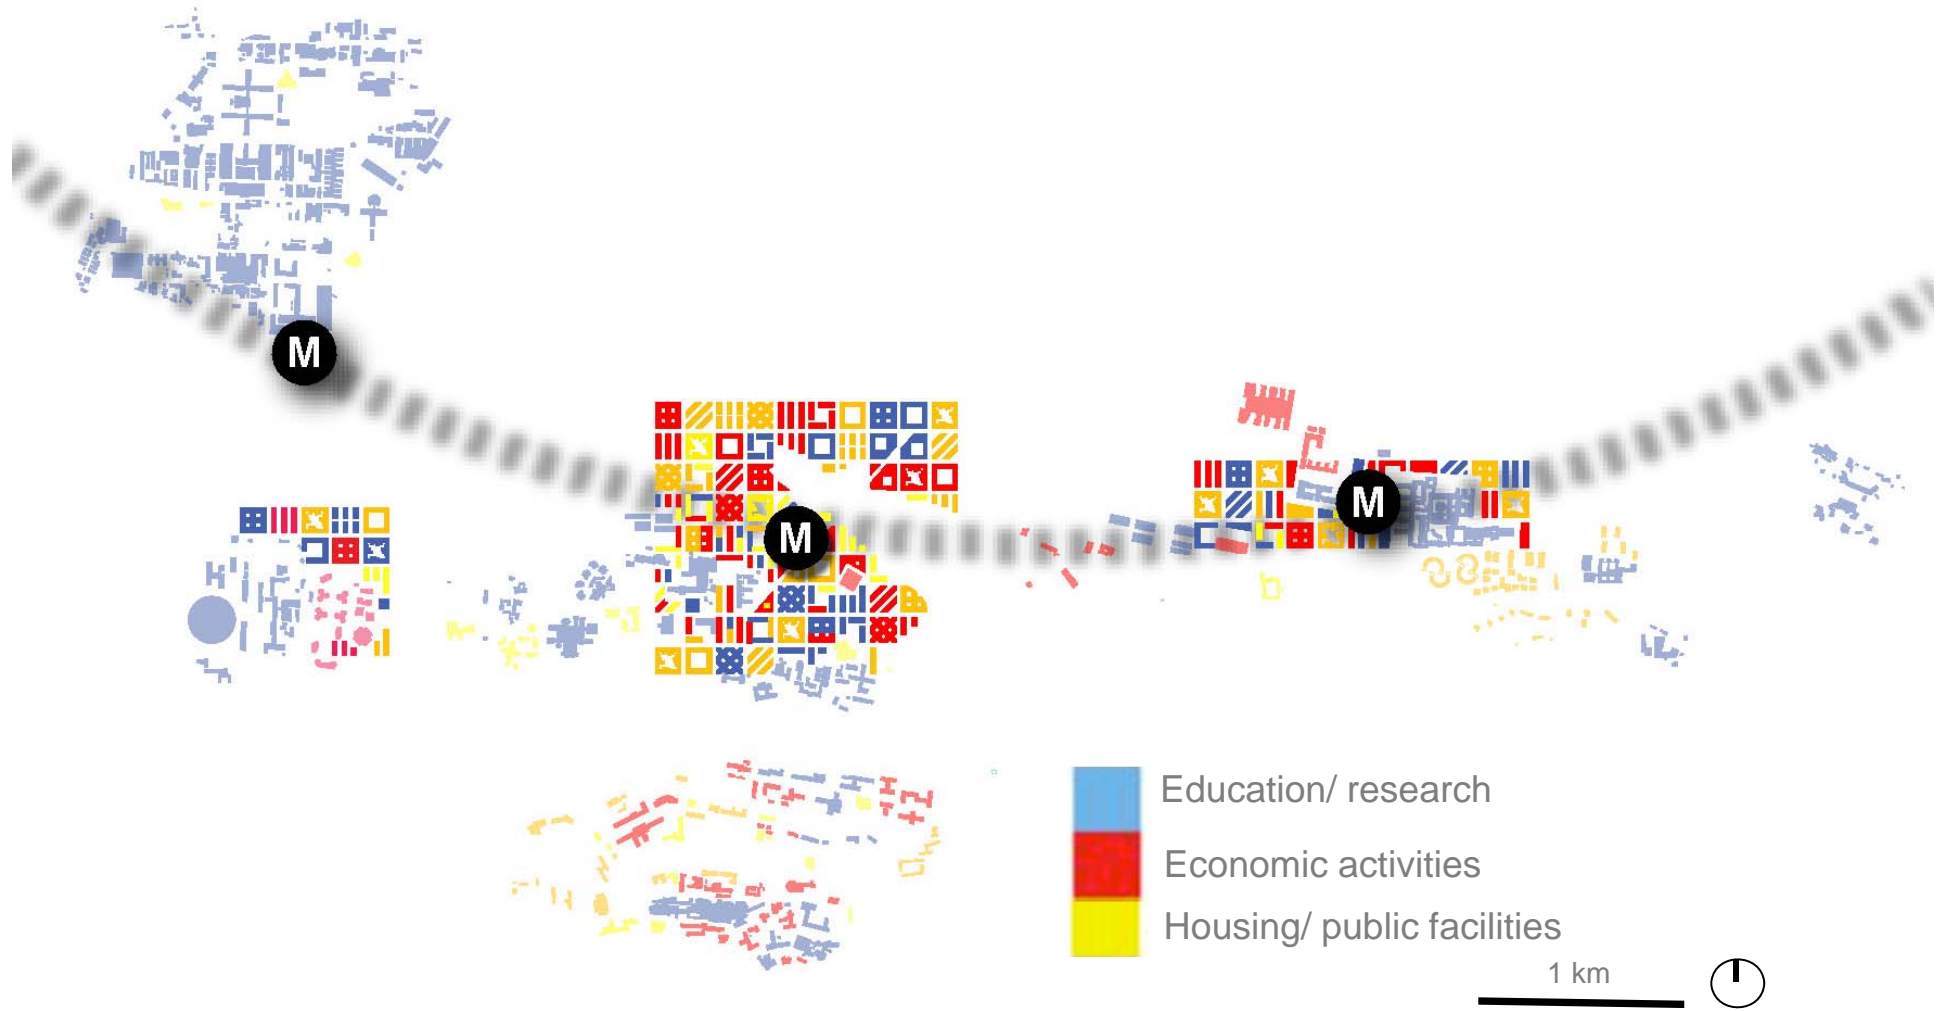 M
M
M
Education/ research
Economic activities
Housing/ public facilities
1 km